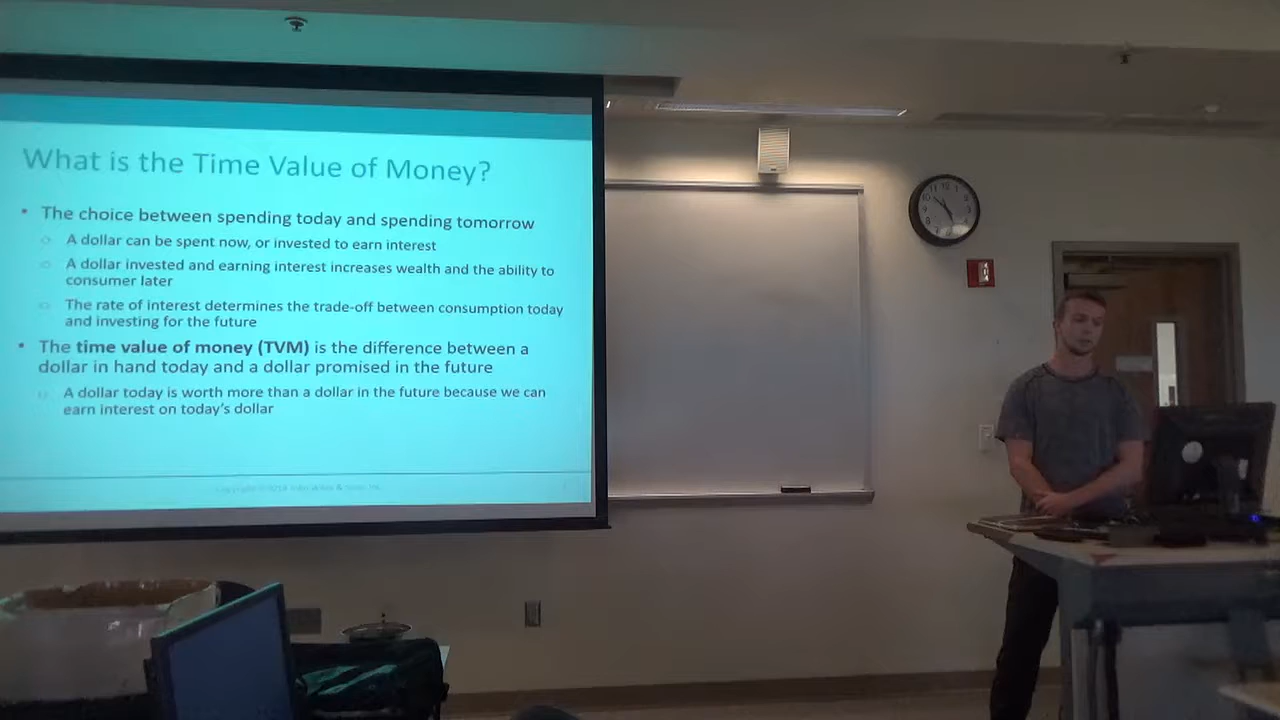 What is the Time Value of Money?
The choice between spending today and spending tomorrow
A dollar can be spent now, or invested to earn interest
A dollar invested and earning interest increases wealth and the ability to
consumer later
The rate of interest determines the trade-off between consumption today
and investing for the future
The time value of money (TVM) is the difference between a
dollar in hand today and a dollar promised in the future
A dollar today is worth more than a dollar in the future because we can
earn interest on today's dollar